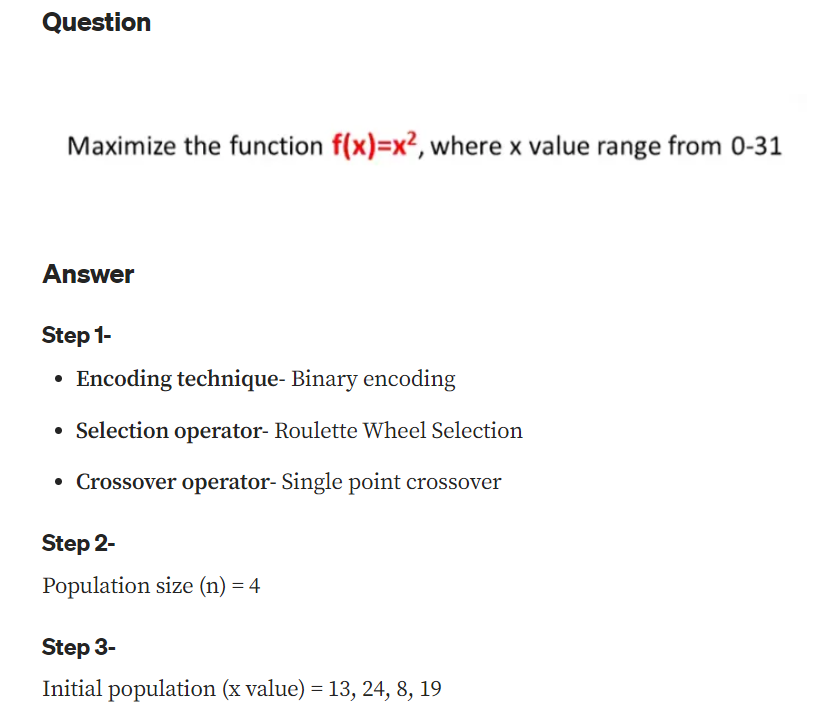 Question
Maximize the function f(x)=x², where x value range from 0-31
Answer
Step 1-
• Encoding technique- Binary encoding
• Selection operator- Roulette Wheel Selection
• Crossover operator- Single point crossover
Step 2-
Population size (n) = 4
Step 3-
Initial population (x value) = 13, 24, 8, 19